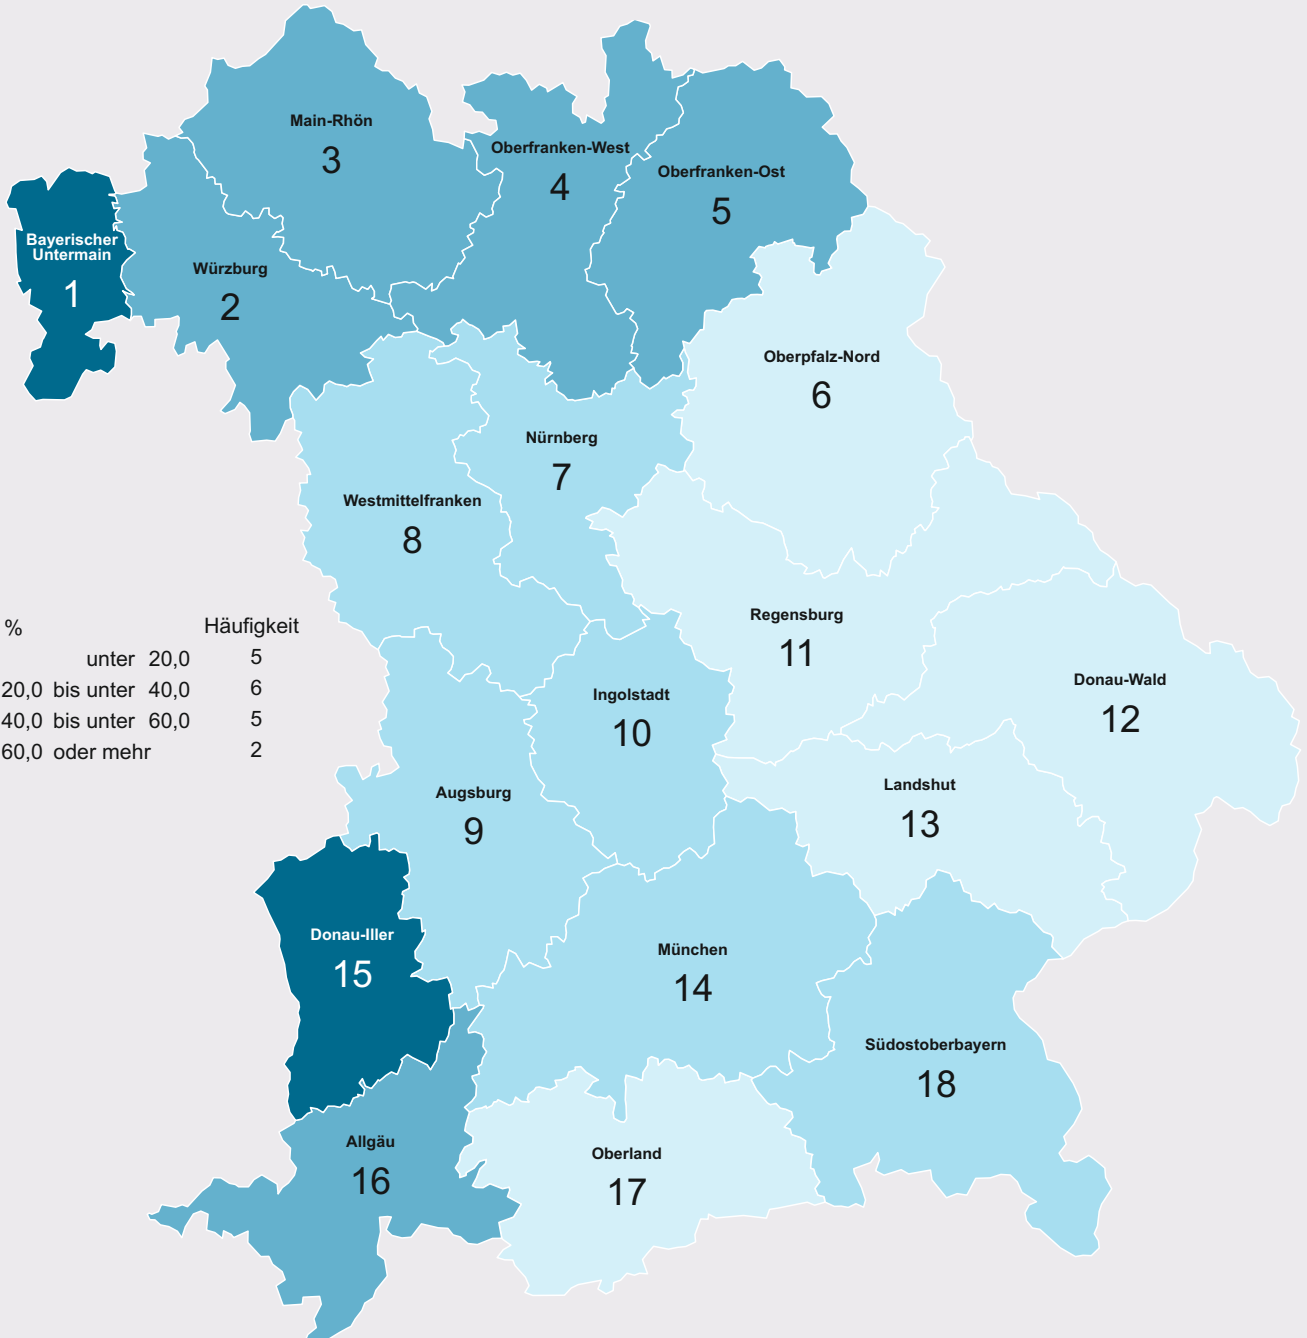 Main-Rhön
3
Oberfranken-West
4
Oberfranken-Ost
5
Bayerischer
Untermain
1
Würzburg
2
Oberpfalz-Nord
6
Nürnberg
7
Westmittelfranken
8
% Häufigkeit
unter 20,0 5
20,0 bis unter 40,0 6
40,0 bis unter 60,0 5
60,0 oder mehr 2
Regensburg
11
Donau-Wald
12
Ingolstadt
10
Augsburg
9
Landshut
13
Donau-Iller
15
München
14
Südostoberbayern
18
Allgäu
16
Oberland
17